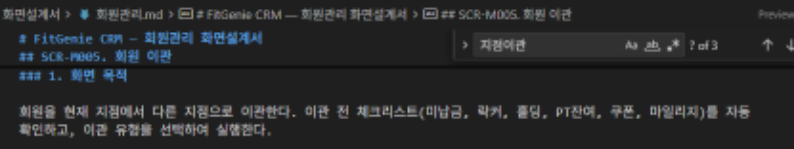 화면설계서 > 회원관리.md > # FitGenie CRM — 회원관리 화면설계서 > ## SCR-M005. 회원 이관
Preview
# FitGenie CRM — 회원관리 화면설계서
## SCR-M005. 회원 이관
### 1. 화면 목적
> 지점이관 Aa ab .* ? of 3 ↑ ↓
회원을 현재 지점에서 다른 지점으로 이관한다. 이관 전 체크리스트(미납금, 락커, 홀딩, PT잔여, 쿠폰, 마일리지)를 자동
확인하고, 이관 유형을 선택하여 실행한다.